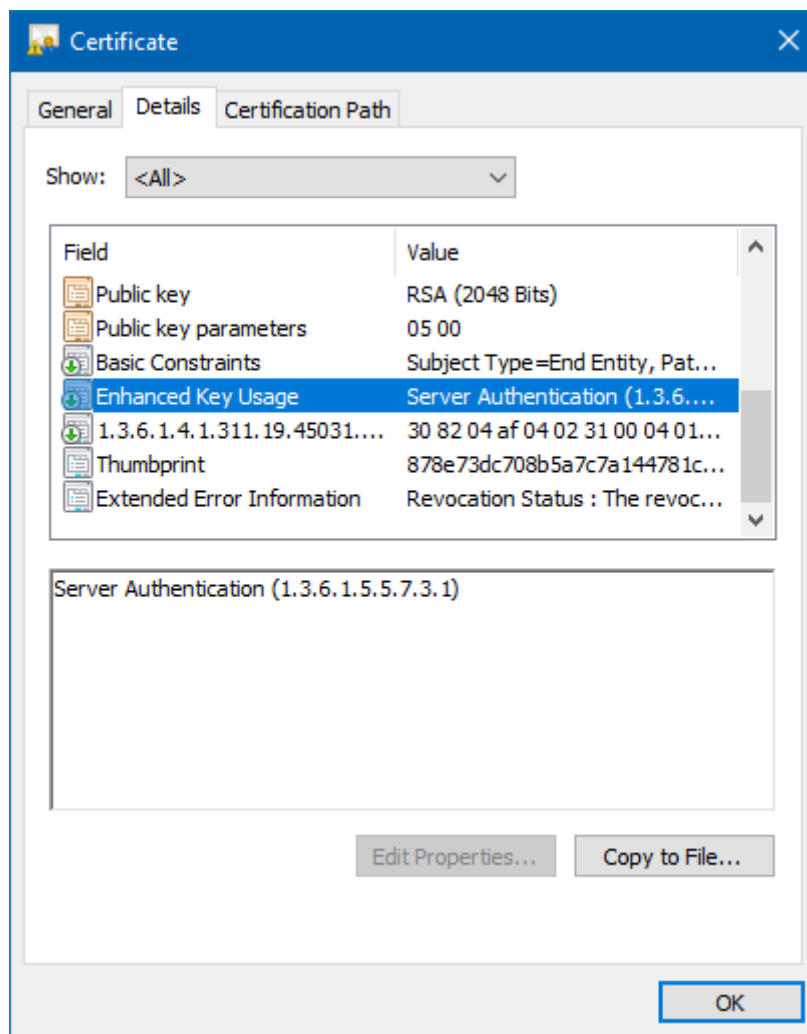 Certificate
General Details Certification Path
Show: <All>
Field Value
Public key RSA (2048 Bits)
Public key parameters 05 00
Basic Constraints Subject Type=End Entity, Pat...
Enhanced Key Usage Server Authentication (1.3.6....
1.3.6.1.4.1.311.19.45031.... 30 82 04 af 04 02 31 00 04 01...
Thumbprint 878e73dc708b5a7c7a144781c...
Extended Error Information Revocation Status : The revoc...
Server Authentication (1.3.6.1.5.5.7.3.1)
Edit Properties... Copy to File...
OK